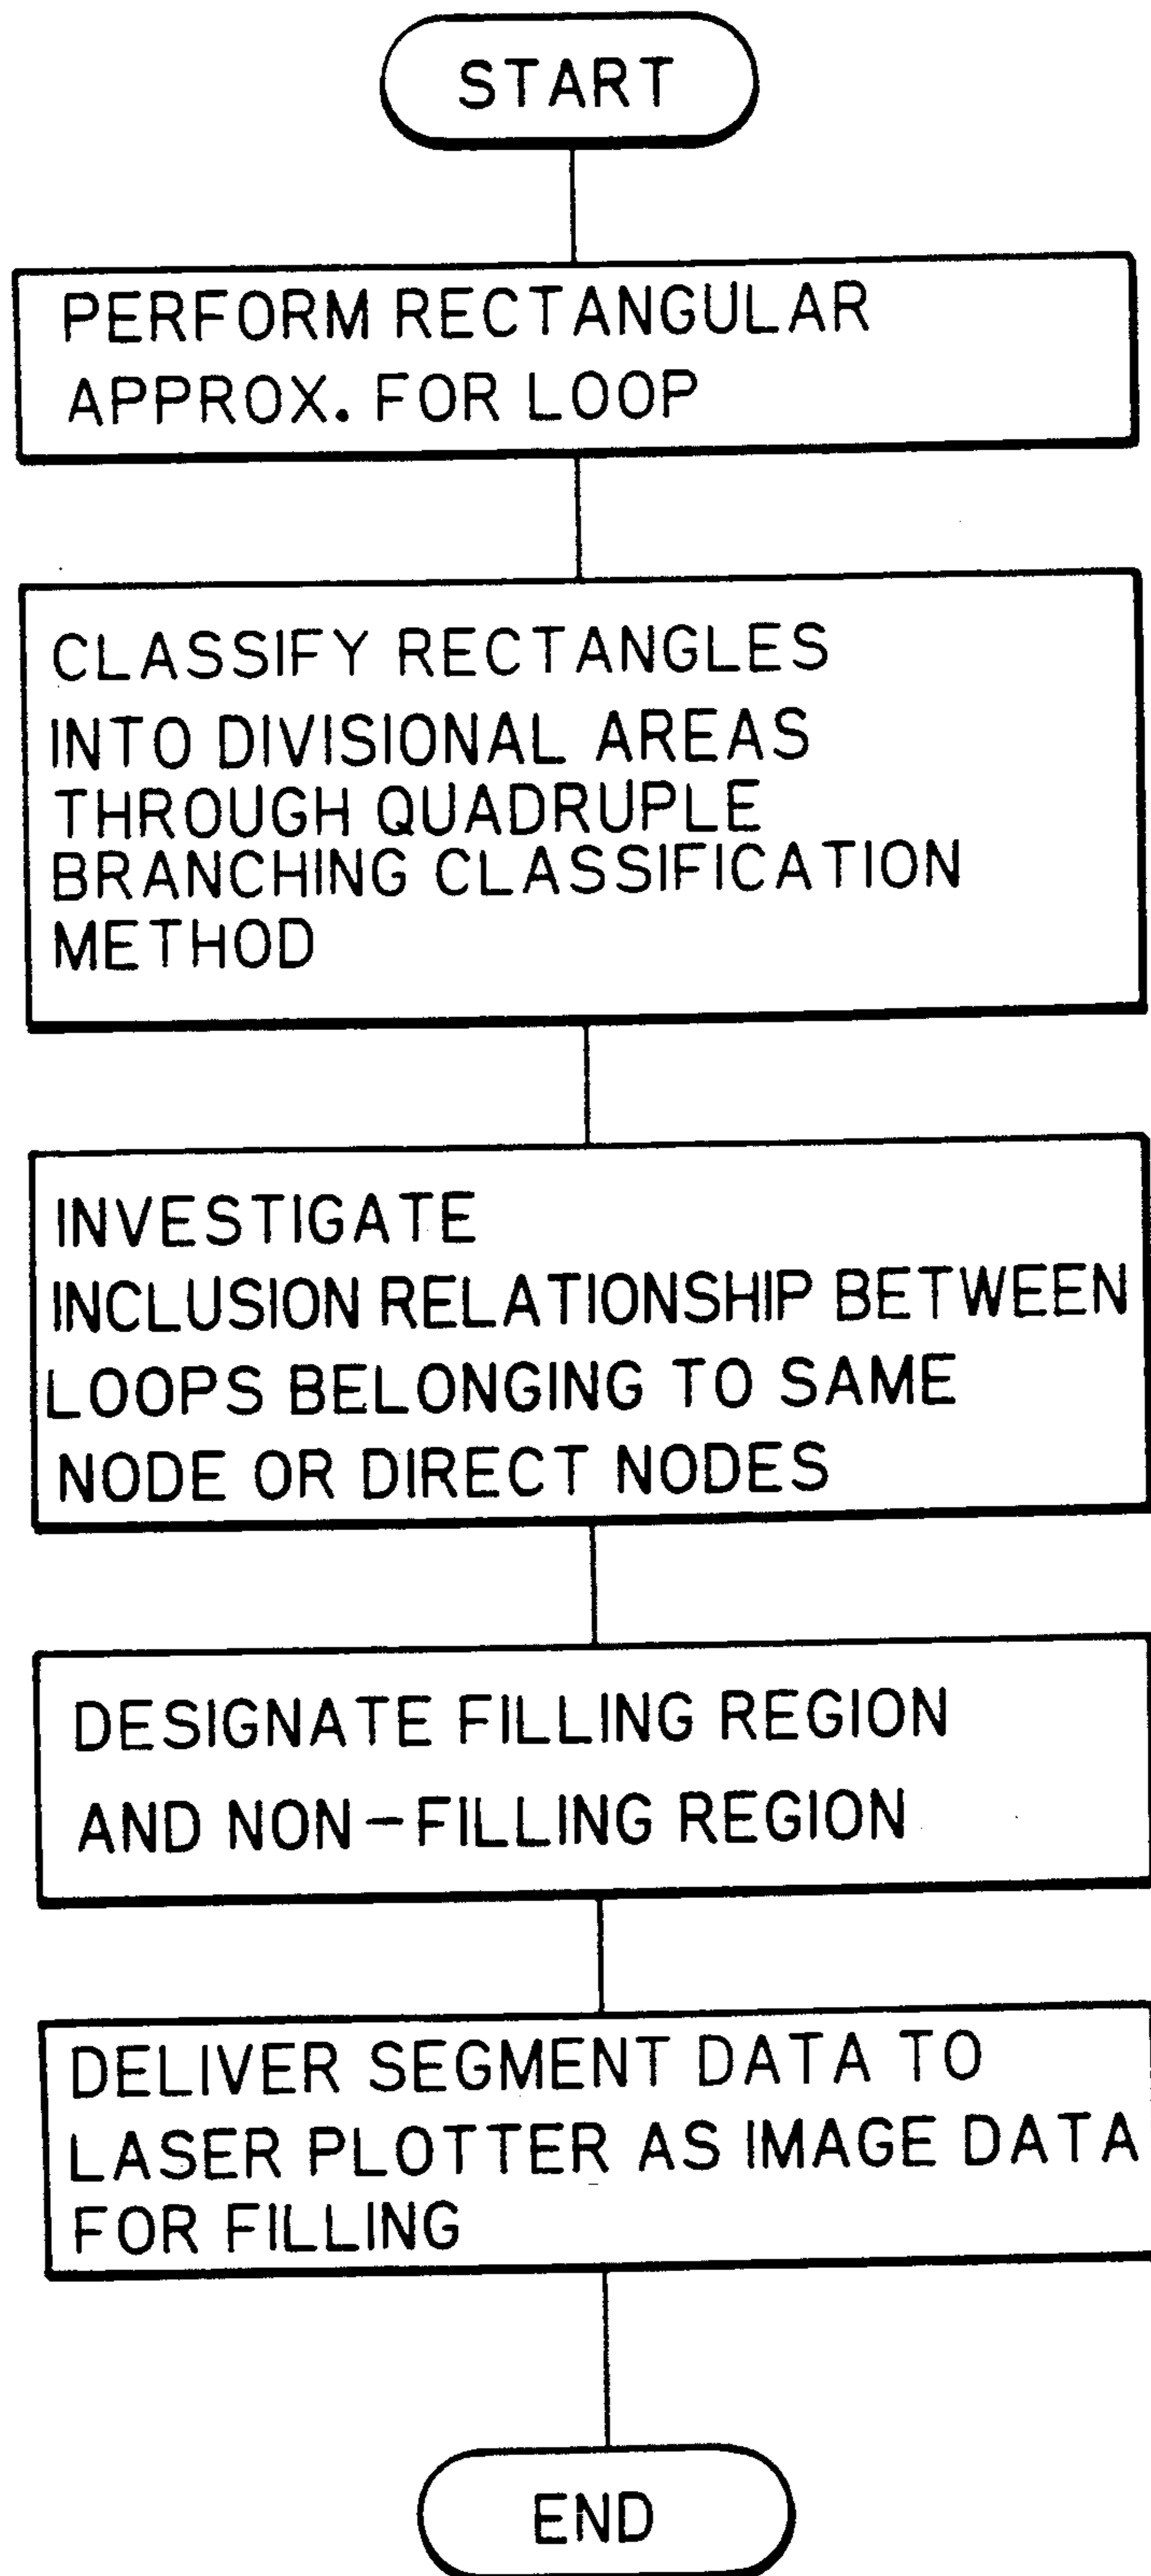 START
PERFORM RECTANGULAR
APPROX. FOR LOOP
CLASSIFY RECTANGLES
INTO DIVISIONAL AREAS
THROUGH QUADRUPLE
BRANCHING CLASSIFICATION
METHOD
INVESTIGATE
INCLUSION RELATIONSHIP BETWEEN
LOOPS BELONGING TO SAME
NODE OR DIRECT NODES
DESIGNATE FILLING REGION
AND NON-FILLING REGION
DELIVER SEGMENT DATA TO
LASER PLOTTER AS IMAGE DATA
FOR FILLING
END